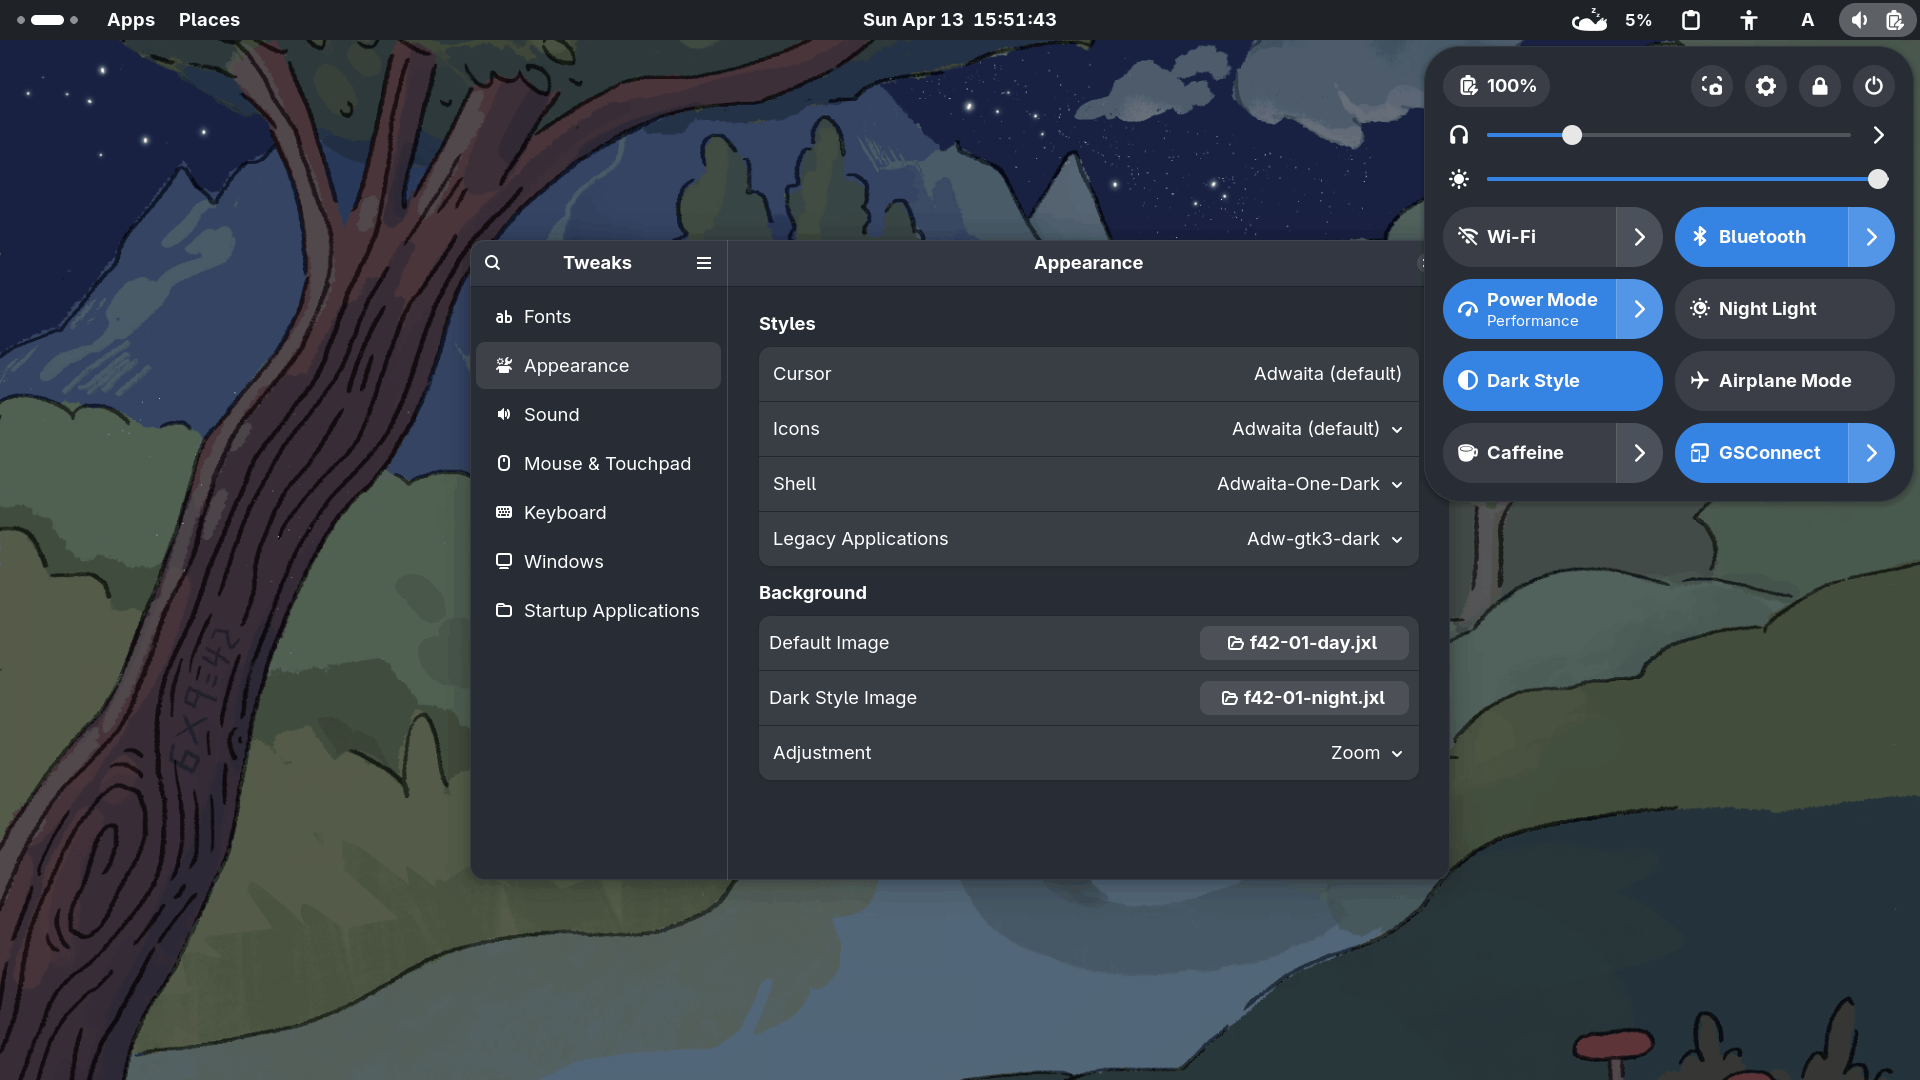 Apps Places Sun Apr 13 15:51:43 5% A
100%
Wi-Fi Bluetooth
Power Mode
Performance
Night Light
Dark Style Airplane Mode
Caffeine GSConnect
Tweaks Appearance
Fonts
Appearance
Sound
Mouse & Touchpad
Keyboard
Windows
Startup Applications
Styles
Cursor Adwaita (default)
Icons Adwaita (default)
Shell Adwaita-One-Dark
Legacy Applications Adw-gtk3-dark
Background
Default Image f42-01-day.jxl
Dark Style Image f42-01-night.jxl
Adjustment Zoom
6×9=42